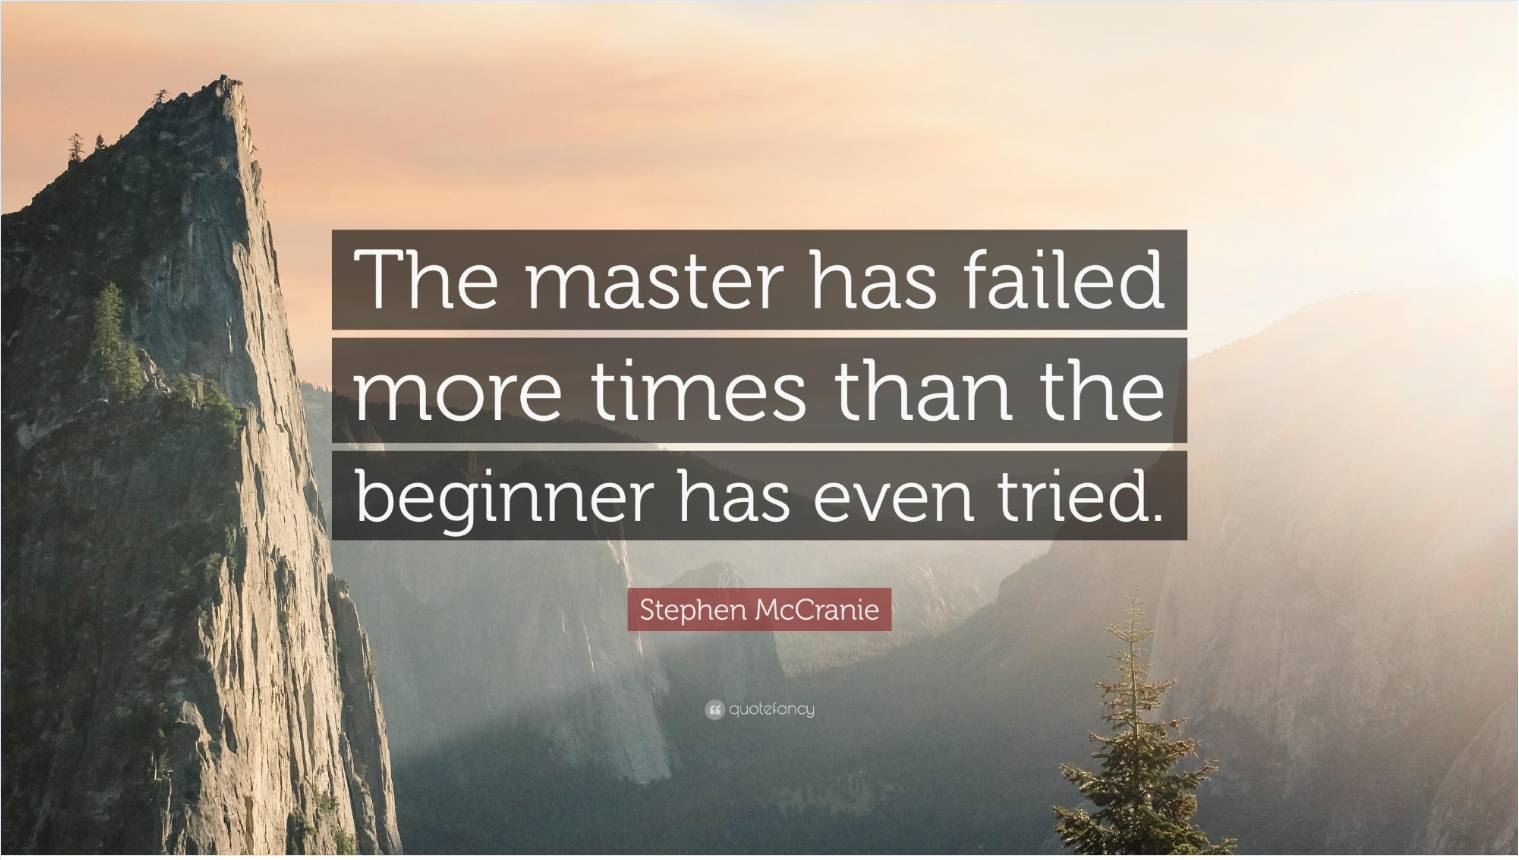 The master has failed
more times than the
beginner has even tried.
Stephen McCranie
quotefancy